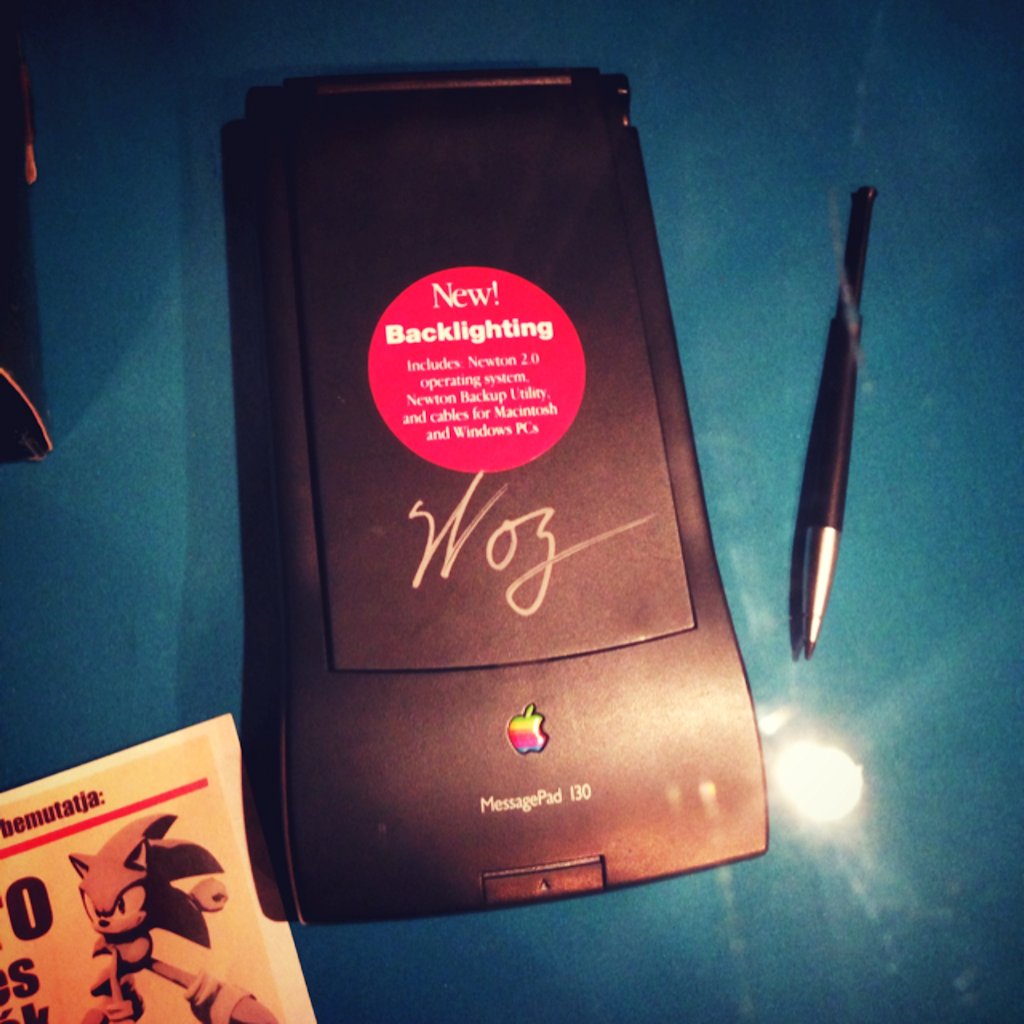 New!
Backlighting
Includes: Newton 2.0
operating system,
Newton Backup Utility,
and cables for Macintosh
and Windows PCs
Woz
MessagePad 130
bemutatja: